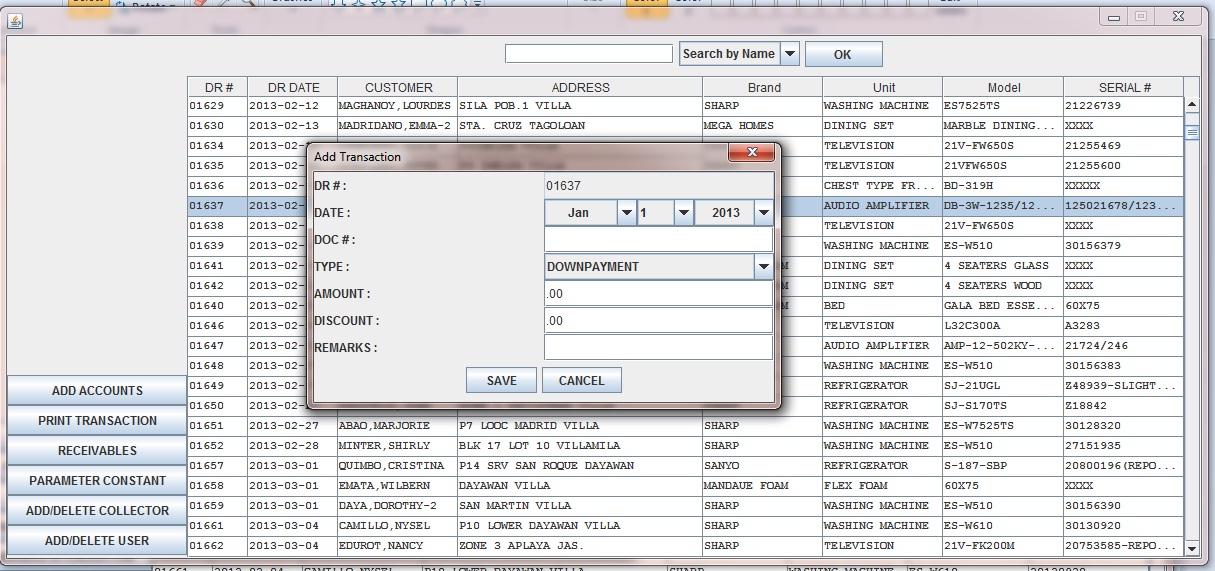 Search by Name OK
DR # DR DATE CUSTOMER ADDRESS Brand Unit Model SERIAL #
01629 2013-02-12 MAGHANOY,LOURDES SILA POB.1 VILLA SHARP WASHING MACHINE ES7525TS 21226739
01630 2013-02-13 MADRIDANO,EMMA-2 STA. CRUZ TAGOLOAN MEGA HOMES DINING SET MARBLE DINING... XXXX
01634 2013-02- TELEVISION 21V-FW650S 21255469
01635 2013-02- TELEVISION 21VFW650S 21255600
01636 2013-02- CHEST TYPE FR... BD-319H XXXXX
01637 2013-02- AUDIO AMPLIFIER DB-3W-1235/12... 125021678/123...
01638 2013-02- TELEVISION 21V-FW650S XXXX
01639 2013-02- WASHING MACHINE ES-W510 30156379
01641 2013-02- M DINING SET 4 SEATERS GLASS XXXX
01642 2013-02- M DINING SET 4 SEATERS WOOD XXXX
01640 2013-02- M BED GALA BED ESSE... 60X75
01646 2013-02- TELEVISION L32C300A A3283
01647 2013-02- AUDIO AMPLIFIER AMP-12-502KY-... 21724/246
01648 2013-02- WASHING MACHINE ES-W510 30156383
01649 2013-02- REFRIGERATOR SJ-21UGL Z48939-SLIGHT...
01650 2013-02- REFRIGERATOR SJ-S170TS Z18842
01651 2013-02-27 ABAO,MARJORIE P7 LOOC MADRID VILLA SHARP WASHING MACHINE ES-W7525TS 30128320
01652 2013-02-28 MINTER,SHIRLY BLK 17 LOT 10 VILLAMILA SHARP WASHING MACHINE ES-W510 27151935
01657 2013-03-01 QUIMBO,CRISTINA P14 SRV SAN ROQUE DAYAWAN SANYO REFRIGERATOR S-187-SBP 20800196(REPO...
01658 2013-03-01 EMATA,WILBERN DAYAWAN VILLA MANDAUE FOAM FLEX FOAM 60X75 XXXX
01659 2013-03-01 DAYA,DOROTHY-2 SAN MARTIN VILLA SHARP WASHING MACHINE ES-W510 30156390
01661 2013-03-04 CAMILLO,NYSEL P10 LOWER DAYAWAN VILLA SHARP WASHING MACHINE ES-W610 30130920
01662 2013-03-04 EDUROT,NANCY ZONE 3 APLAYA JAS. SHARP TELEVISION 21V-FK200M 20753585-REPO...
Add Transaction
DR # : 01637
DATE : Jan 1 2013
DOC # :
TYPE : DOWNPAYMENT
AMOUNT : .00
DISCOUNT : .00
REMARKS :
SAVE CANCEL
ADD ACCOUNTS
PRINT TRANSACTION
RECEIVABLES
PARAMETER CONSTANT
ADD/DELETE COLLECTOR
ADD/DELETE USER